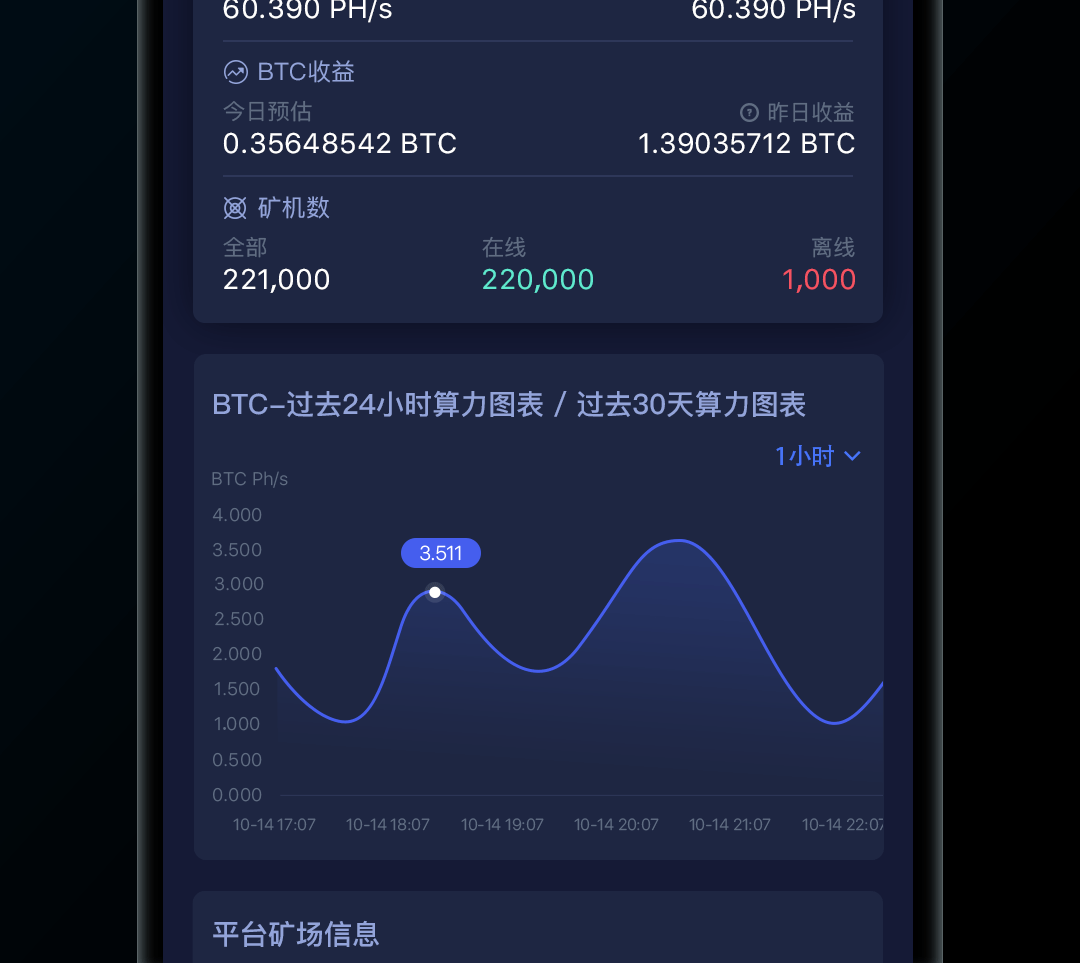 60.390 PH/s 60.390 PH/s
BTC收益
今日预估 昨日收益
0.35648542 BTC 1.39035712 BTC
矿机数
全部 在线 离线
221,000 220,000 1,000
BTC–过去24小时算力图表 / 过去30天算力图表
1小时
BTC Ph/s
4.000
3.500
3.511
3.000
2.500
2.000
1.500
1.000
0.500
0.000
10-14 17:07 10-14 18:07 10-14 19:07 10-14 20:07 10-14 21:07 10-14 22:07
平台矿场信息